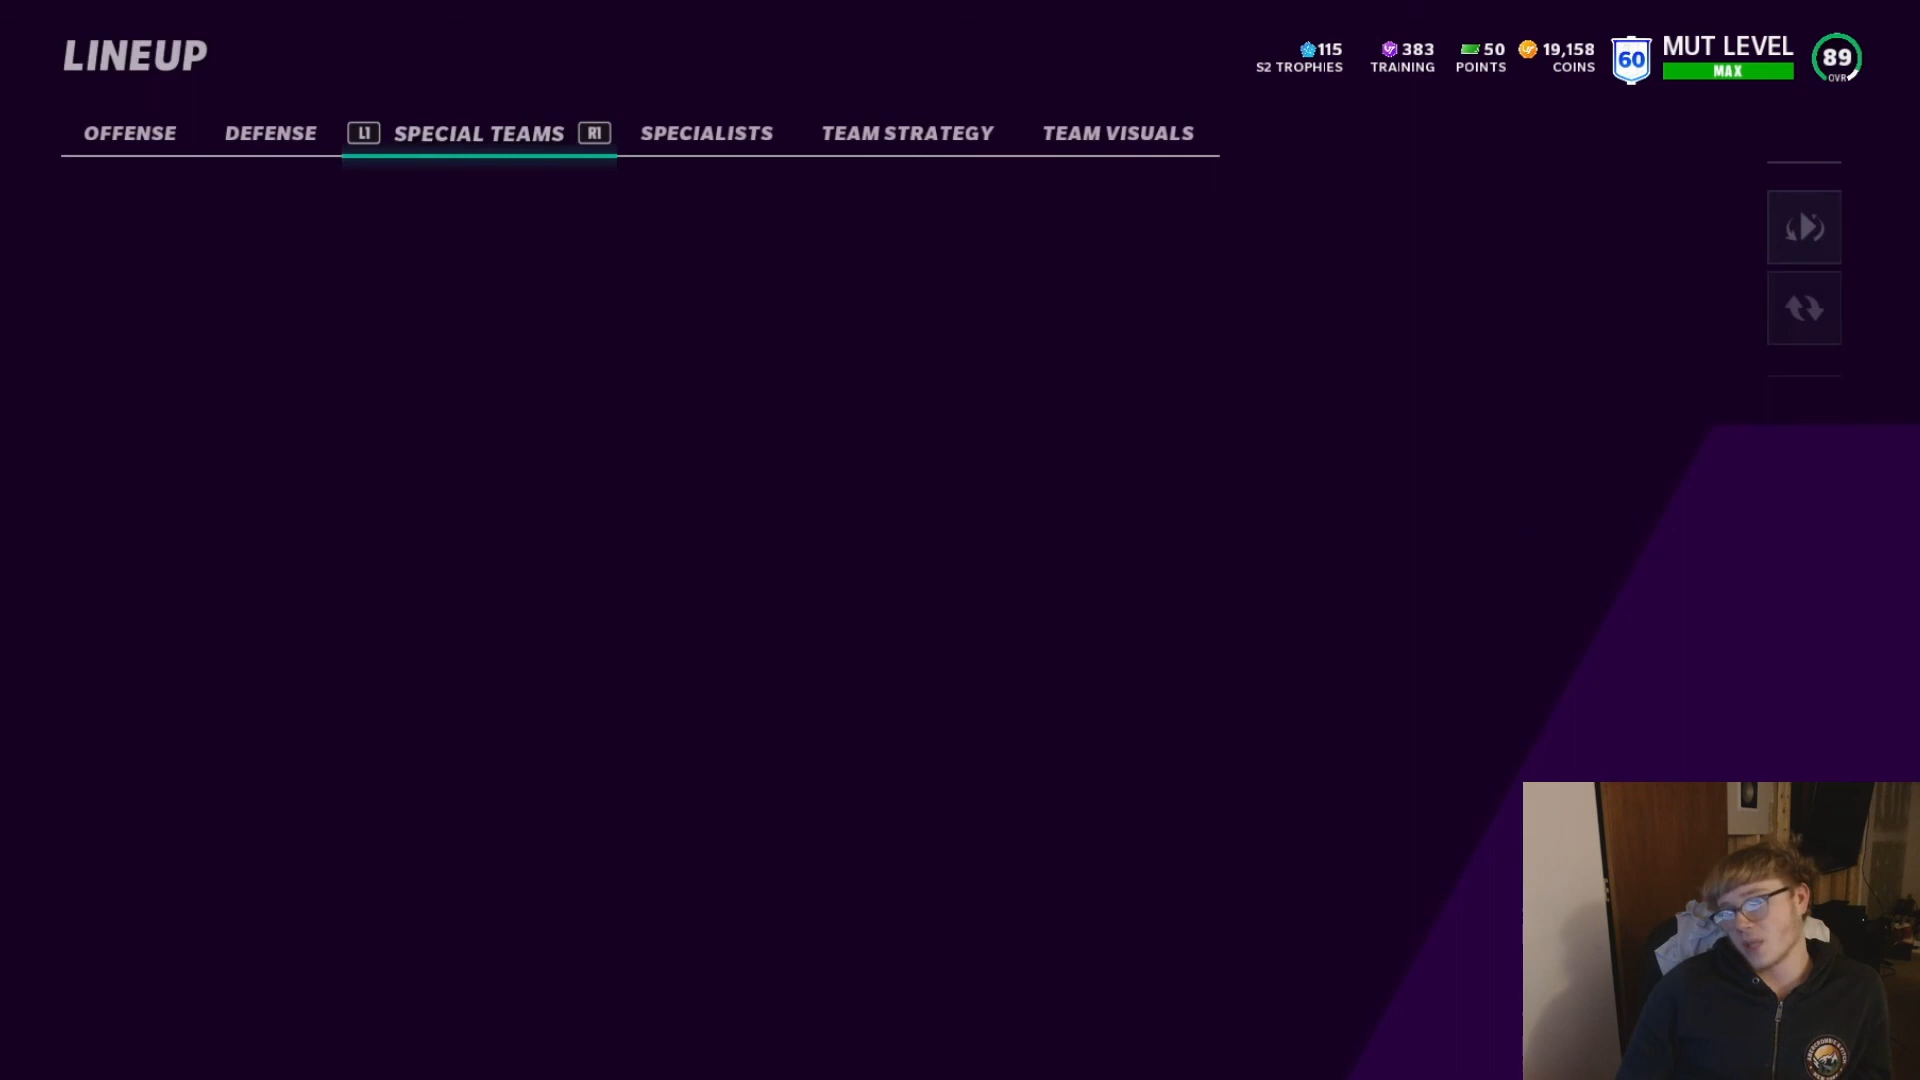 LINEUP
115 383 50 19,158
S2 TROPHIES TRAINING POINTS COINS
60
MUT LEVEL
MAX
89
OVR
OFFENSE DEFENSE L1 SPECIAL TEAMS R1 SPECIALISTS TEAM STRATEGY TEAM VISUALS